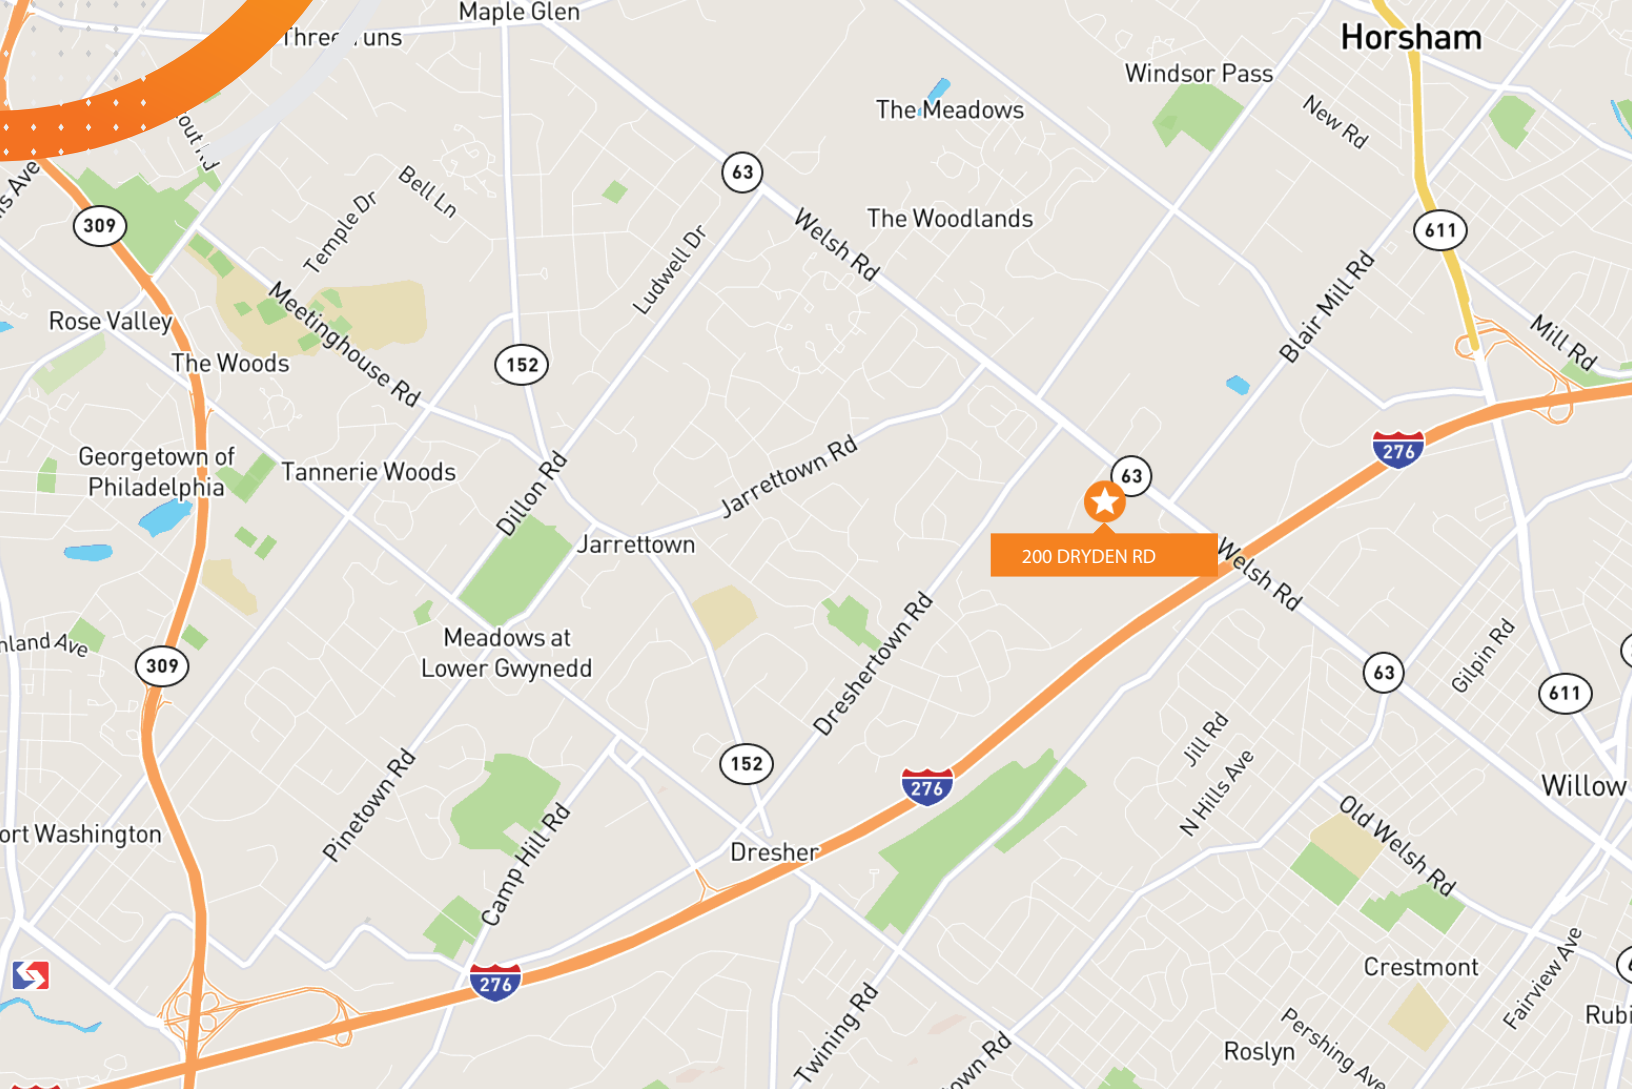 Maple Glen
Horsham
Windsor Pass
The Meadows
New Rd
63
Bell Ln
309
Temple Dr
Welsh Rd
The Woodlands
611
Ludwell Dr
Meetinghouse Rd
Blair Mill Rd
Rose Valley
Mill Rd
The Woods
152
Georgetown of
Philadelphia
Tannerie Woods
Dillon Rd
Jarrettown Rd
276
63
Jarrettown
200 DRYDEN RD
Welsh Rd
Meadows at
Lower Gwynedd
Dreshertown Rd
Gilpin Rd
309
63
611
Jill Rd
152
276
N Hills Ave
Willow
Pinetown Rd
Camp Hill Rd
Old Welsh Rd
Dresher
276
Crestmont
Fairview Ave
Twining Rd
Pershing Ave
Roslyn